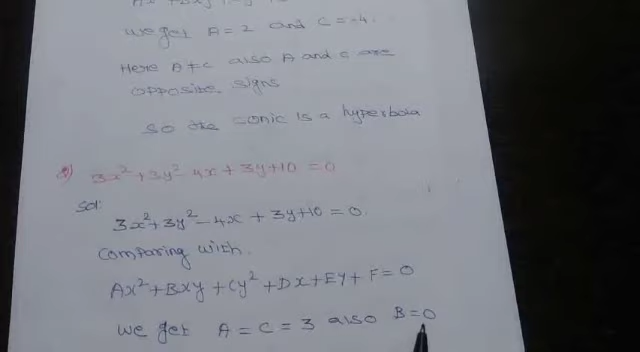 we get A = 2 and C = -4.
Here A ≠ C also A and C are
opposite signs
so the conic is a hyperbola
3x² + 3y² - 4x + 3y + 10 = 0
Sol:
3x² + 3y² - 4x + 3y + 10 = 0.
Comparing with.
Ax² + Bxy + Cy² + Dx + Ey + F = 0
we get A = C = 3 also B = 0